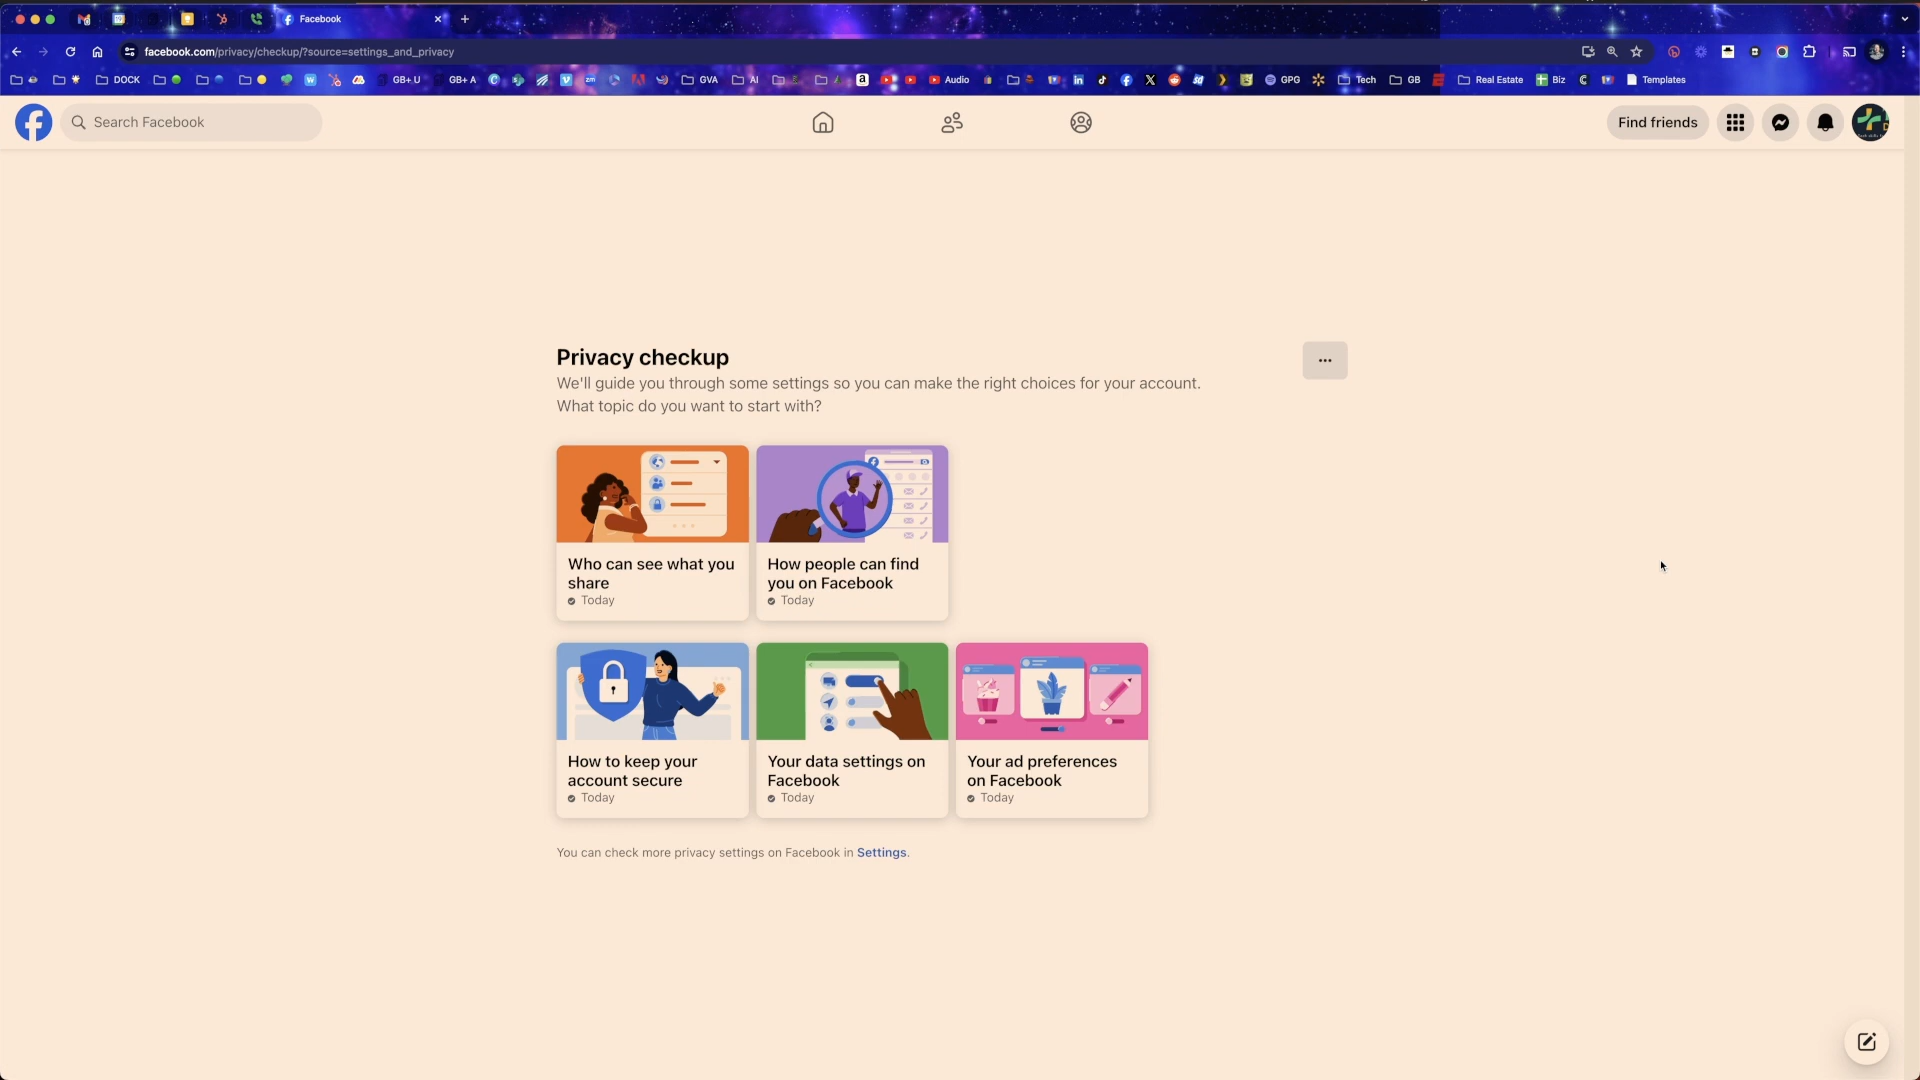 Facebook
facebook.com/privacy/checkup/?source=settings_and_privacy
DOCK
GB+ U
GB+ A
GVA
AI
Audio
GPG
Tech
GB
Real Estate
Biz
Templates
Search Facebook
Find friends
Privacy checkup
We'll guide you through some settings so you can make the right choices for your account.
What topic do you want to start with?
Who can see what you
share
Today
How people can find
you on Facebook
Today
How to keep your
account secure
Today
Your data settings on
Facebook
Today
Your ad preferences
on Facebook
Today
You can check more privacy settings on Facebook in Settings.